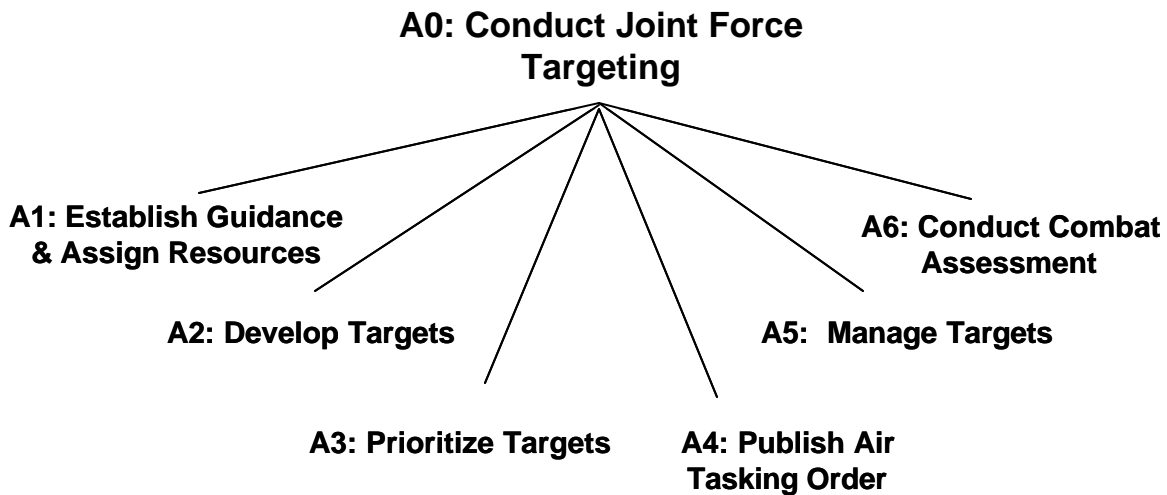 A0: Conduct Joint Force
Targeting
A1: Establish Guidance
& Assign Resources
A2: Develop Targets
A3: Prioritize Targets
A4: Publish Air
Tasking Order
A5:  Manage Targets
A6: Conduct Combat
Assessment